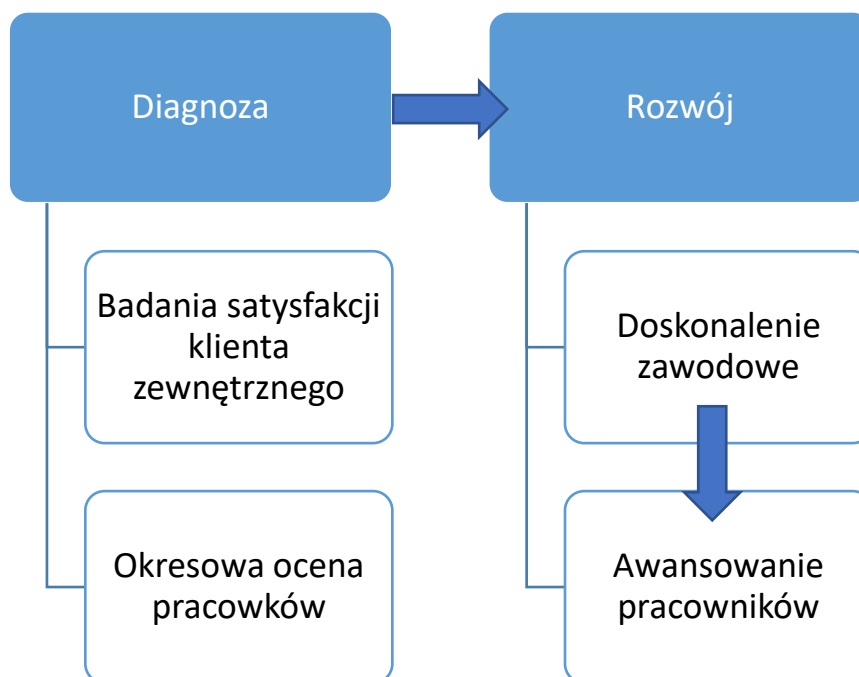 Diagnoza
Badania satysfakcji
klienta
zewnętrznego
Okresowa ocena
pracowków
Rozwój
Doskonalenie
zawodowe
Awansowanie
pracowników